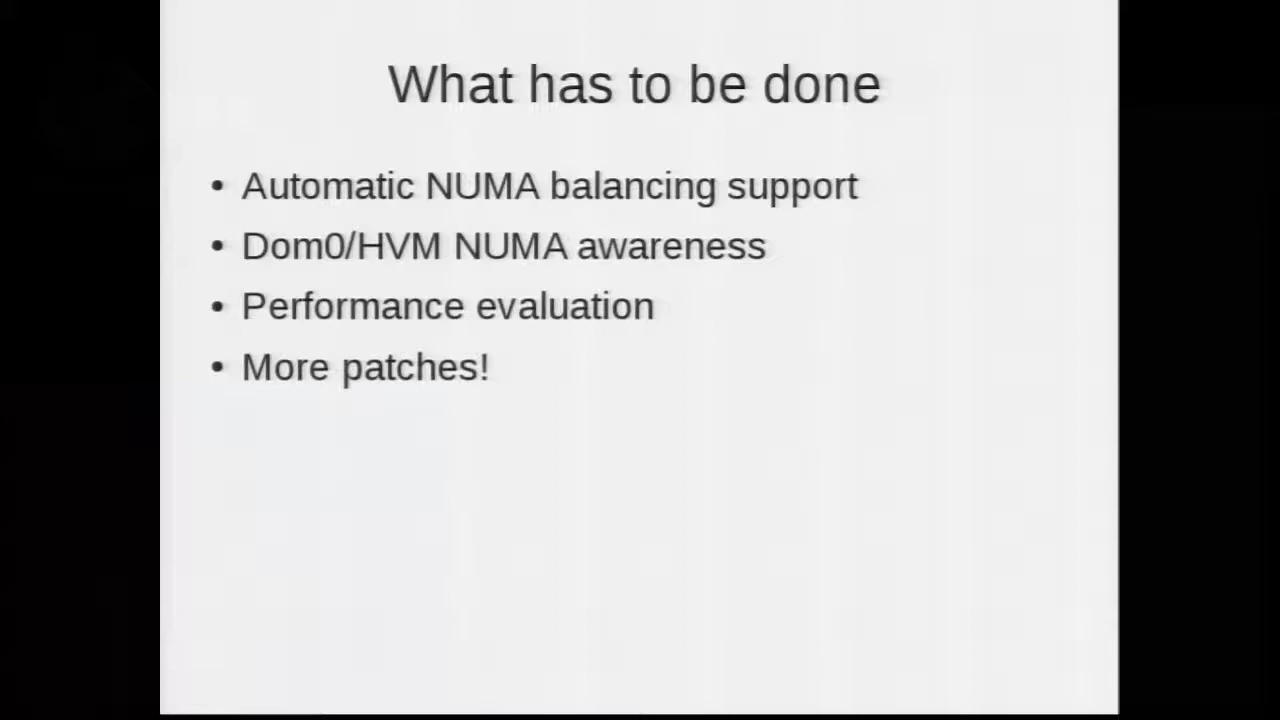 What has to be done
• Automatic NUMA balancing support
• Dom0/HVM NUMA awareness
• Performance evaluation
• More patches!